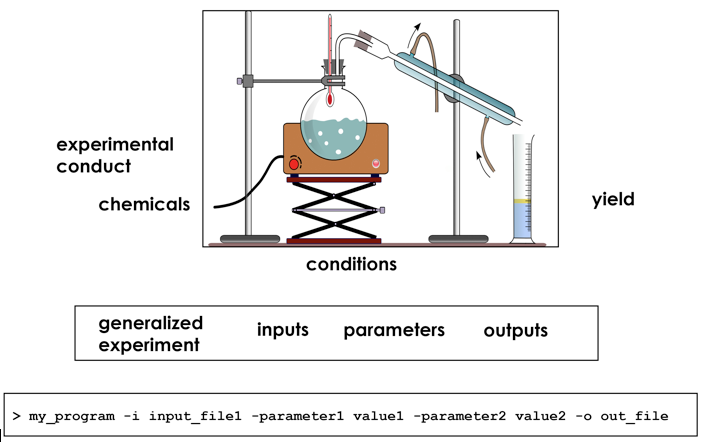 experimental
conduct
chemicals
yield
conditions
generalized
experiment
inputs
parameters
outputs
> my_program -i input_file1 -parameter1 value1 -parameter2 value2 -o out_file